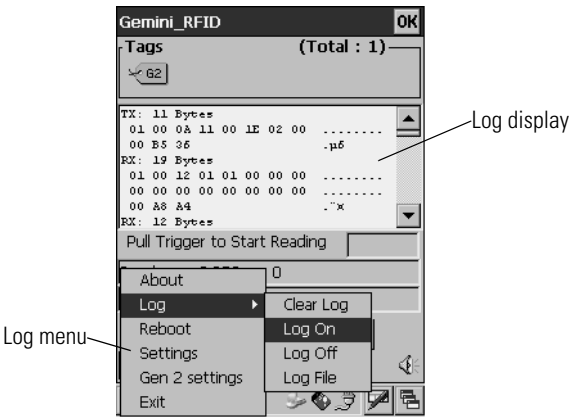 Gemini_RFID OK
Tags (Total : 1)
G2
TX: 11 Bytes
01 00 0A 11 00 1E 02 00 ........
00 B5 36 .µ6
RX: 19 Bytes
01 00 12 01 01 00 00 00 ........
00 00 00 00 00 00 00 00 ........
00 A8 A4 .¨¤
RX: 12 Bytes
Log display
Pull Trigger to Start Reading
0
About
Log
Reboot
Settings
Gen 2 settings
Exit
Clear Log
Log On
Log Off
Log File
Log menu